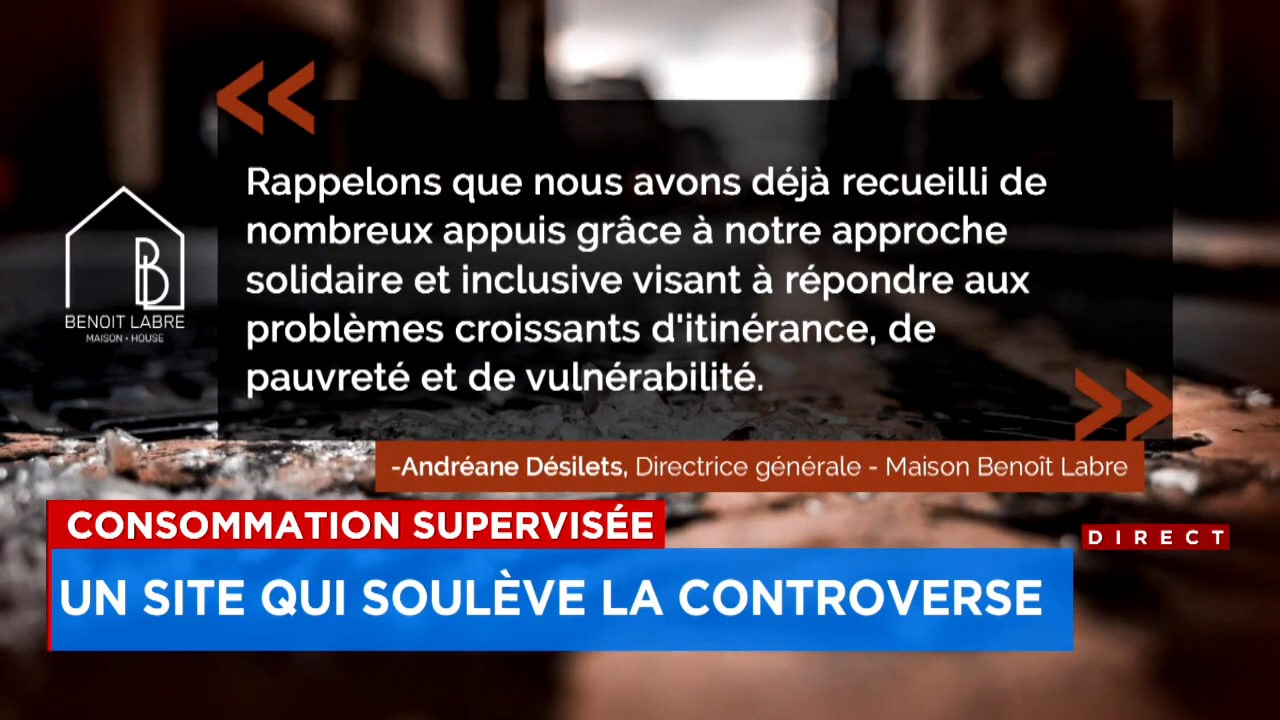 Rappelons que nous avons déjà recueilli de
nombreux appuis grâce à notre approche
solidaire et inclusive visant à répondre aux
problèmes croissants d'itinérance, de
pauvreté et de vulnérabilité.
BL
BENOIT LABRE
MAISON • HOUSE
-Andréane Désilets, Directrice générale - Maison Benoît Labre
CONSOMMATION SUPERVISÉE
DIRECT
UN SITE QUI SOULÈVE LA CONTROVERSE